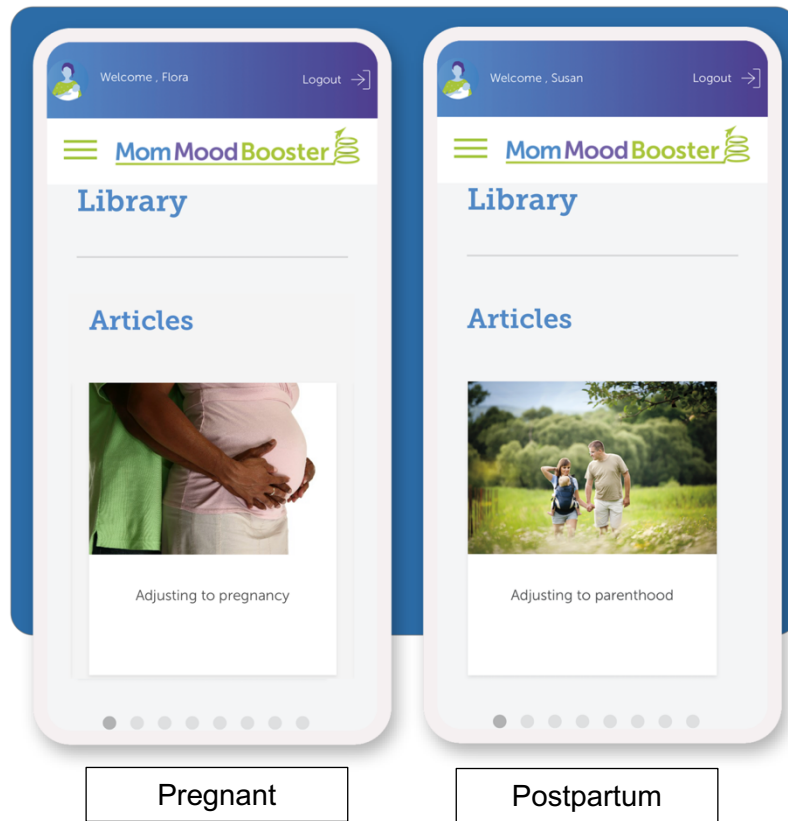 Welcome , Flora
Logout
MomMoodBooster
Library
Articles
Adjusting to pregnancy
Pregnant
Welcome , Susan
Logout
MomMoodBooster
Library
Articles
Adjusting to parenthood
Postpartum